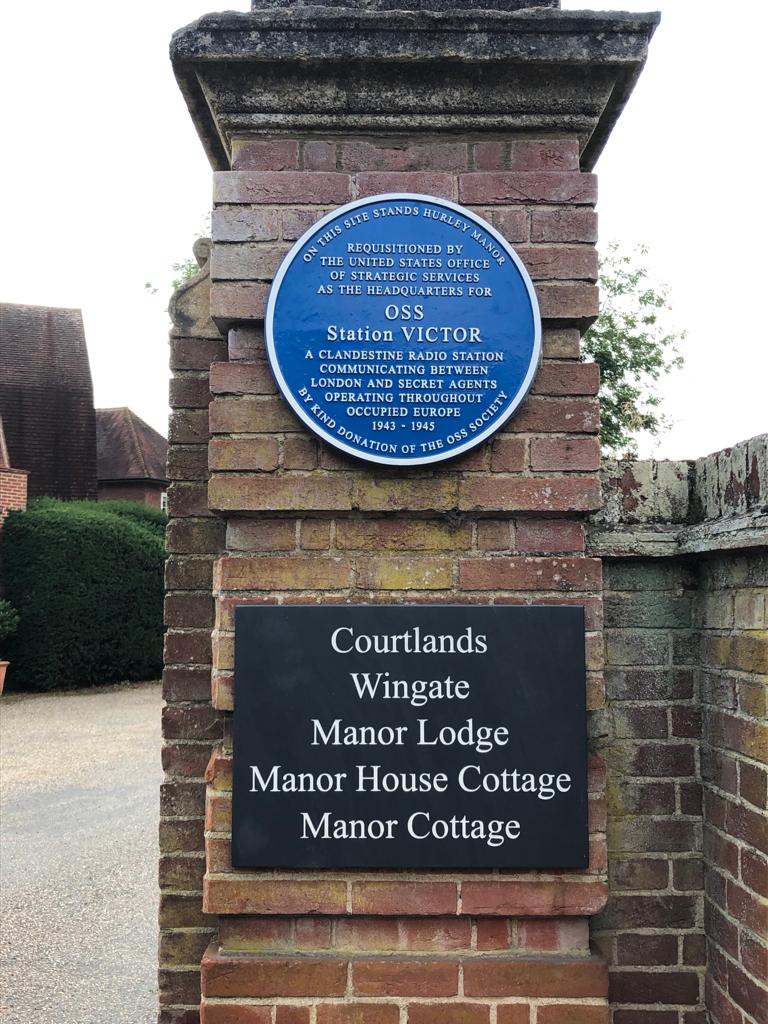 ON THIS SITE STANDS HURLEY MANOR
REQUISITIONED BY
THE UNITED STATES OFFICE
OF STRATEGIC SERVICES
AS THE HEADQUARTERS FOR
OSS
Station VICTOR
A CLANDESTINE RADIO STATION
COMMUNICATING BETWEEN
LONDON AND SECRET AGENTS
OPERATING THROUGHOUT
OCCUPIED EUROPE
1943 - 1945
BY KIND DONATION OF THE OSS SOCIETY
Courtlands
Wingate
Manor Lodge
Manor House Cottage
Manor Cottage